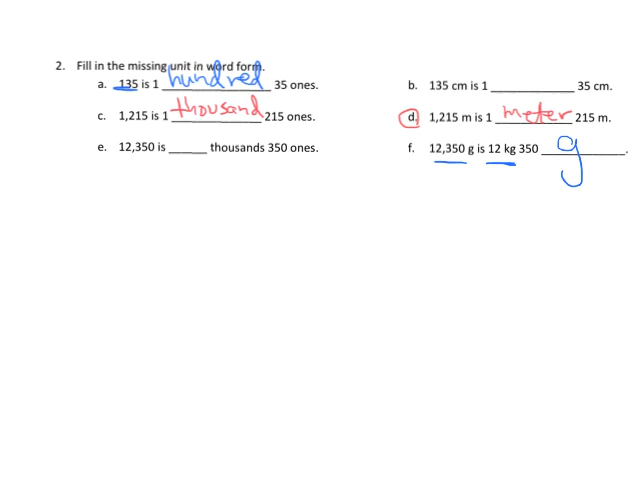 2. Fill in the missing unit in word form.
a. 135 is 1 hundred 35 ones.
b. 135 cm is 1 ____________ 35 cm.
c. 1,215 is 1 thousand 215 ones.
d. 1,215 m is 1 meter 215 m.
e. 12,350 is ______ thousands 350 ones.
f. 12,350 g is 12 kg 350 g.